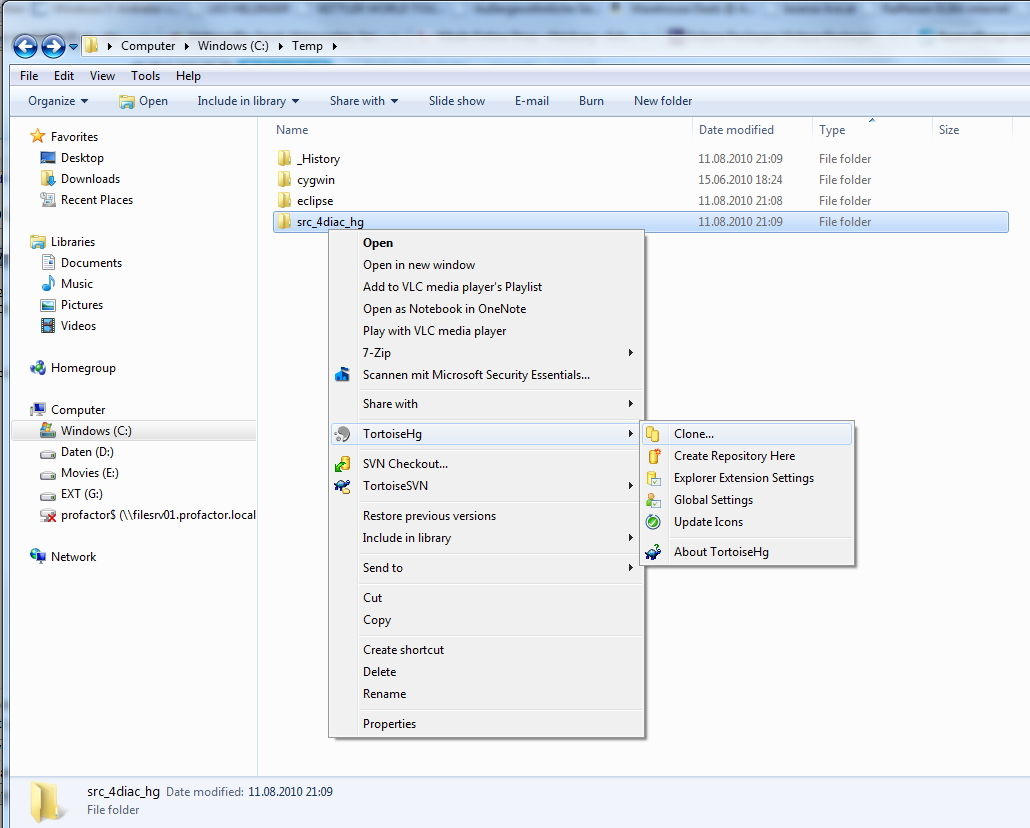 Computer Windows (C:) Temp
File Edit View Tools Help
Organize Open Include in library Share with Slide show E-mail Burn New folder
Favorites
Desktop
Downloads
Recent Places
Libraries
Documents
Music
Pictures
Videos
Homegroup
Computer
Windows (C:)
Daten (D:)
Movies (E:)
EXT (G:)
profactor$ (\\filesrv01.profactor.local
Network
Name Date modified Type Size
_History 11.08.2010 21:09 File folder
cygwin 15.06.2010 18:24 File folder
eclipse 11.08.2010 21:08 File folder
src_4diac_hg 11.08.2010 21:09 File folder
Open
Open in new window
Add to VLC media player's Playlist
Open as Notebook in OneNote
Play with VLC media player
7-Zip
Scannen mit Microsoft Security Essentials...
Share with
TortoiseHg
SVN Checkout...
TortoiseSVN
Restore previous versions
Include in library
Send to
Cut
Copy
Create shortcut
Delete
Rename
Properties
Clone...
Create Repository Here
Explorer Extension Settings
Global Settings
Update Icons
About TortoiseHg
src_4diac_hg Date modified: 11.08.2010 21:09
File folder